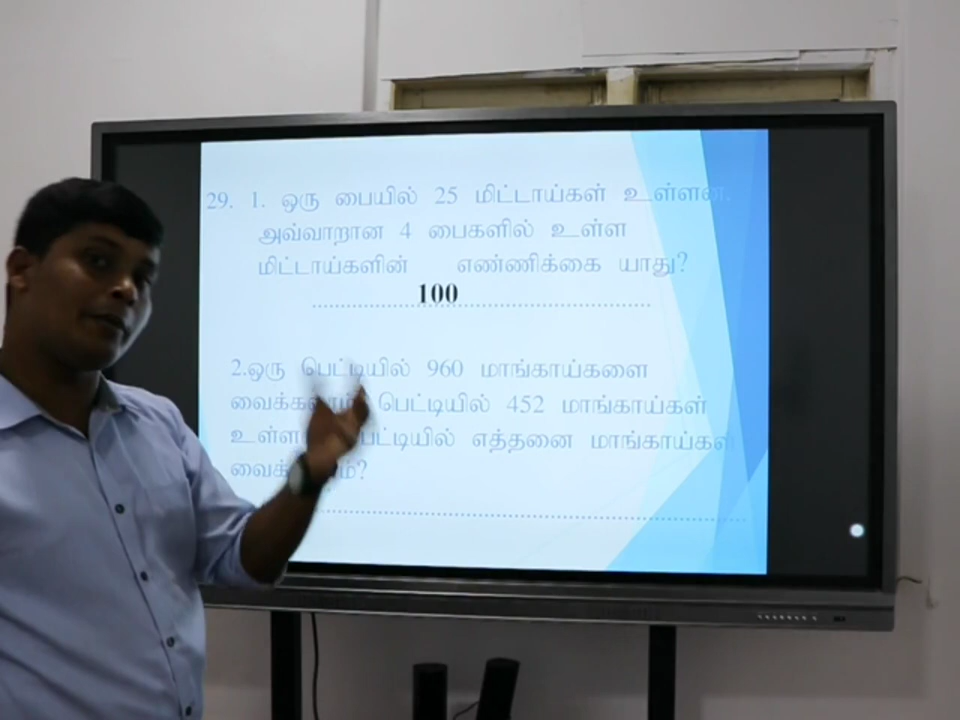 29. 1. ஒரு பையில் 25 மிட்டாய்கள் உள்ளன.
அவ்வாறான 4 பைகளில் உள்ள
மிட்டாய்களின் எண்ணிக்கை யாது?
100
2.ஒரு பெட்டியில் 960 மாங்காய்களை
பெட்டியில் 452 மாங்காய்கள்
எத்தனை மாங்காய்கள்